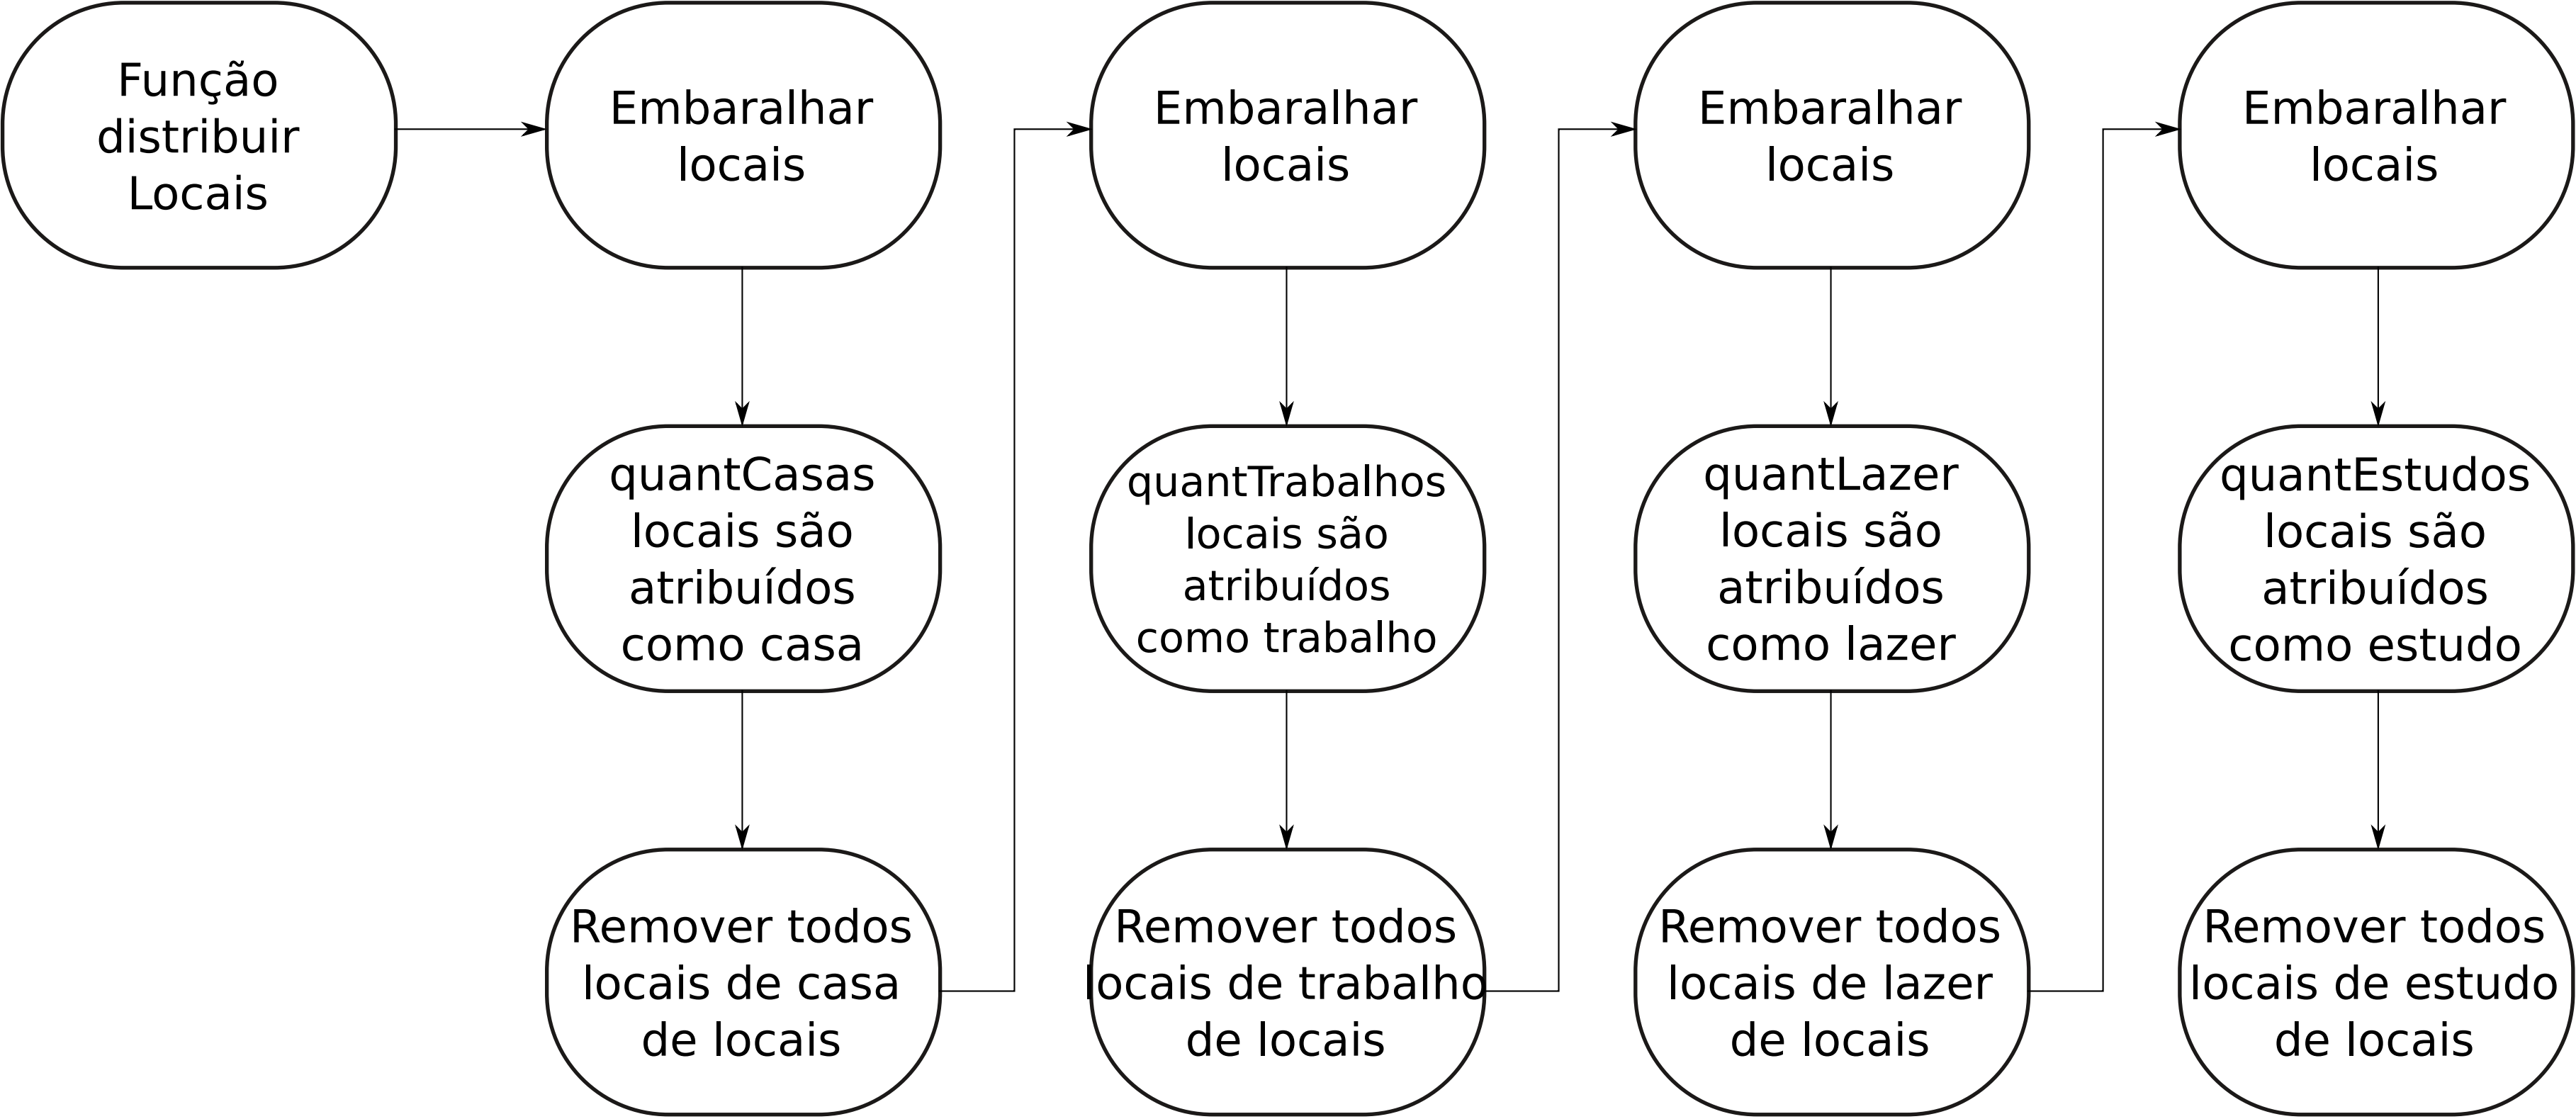 Função
distribuir
Locais
Embaralhar
locais
quantCasas
locais são
atribuídos
como casa
Remover todos
locais de casa
de locais
Embaralhar
locais
quantTrabalhos
locais são
atribuídos
como trabalho
Remover todos
locais de trabalho
de locais
Embaralhar
locais
quantLazer
locais são
atribuídos
como lazer
Remover todos
locais de lazer
de locais
Embaralhar
locais
quantEstudos
locais são
atribuídos
como estudo
Remover todos
locais de estudo
de locais